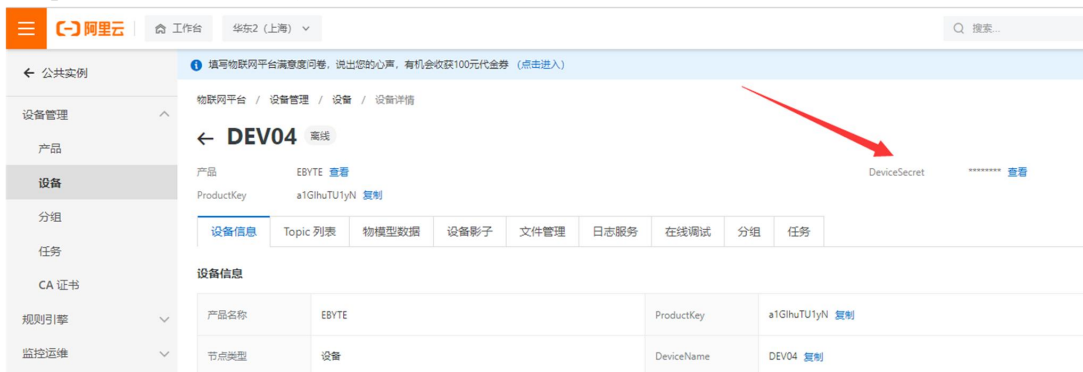 阿里云 工作台 华东2（上海） 搜索...
公共实例
填写物联网平台满意度问卷，说出您的心声，有机会收获100元代金券 （点击进入）
设备管理
产品
设备
分组
任务
CA 证书
规则引擎
监控运维
物联网平台 / 设备管理 / 设备 / 设备详情
← DEV04 离线
产品 EBYTE 查看 DeviceSecret ******** 查看
ProductKey a1GlhuTU1yN 复制
设备信息 Topic 列表 物模型数据 设备影子 文件管理 日志服务 在线调试 分组 任务
设备信息
产品名称 EBYTE ProductKey a1GlhuTU1yN 复制
节点类型 设备 DeviceName DEV04 复制